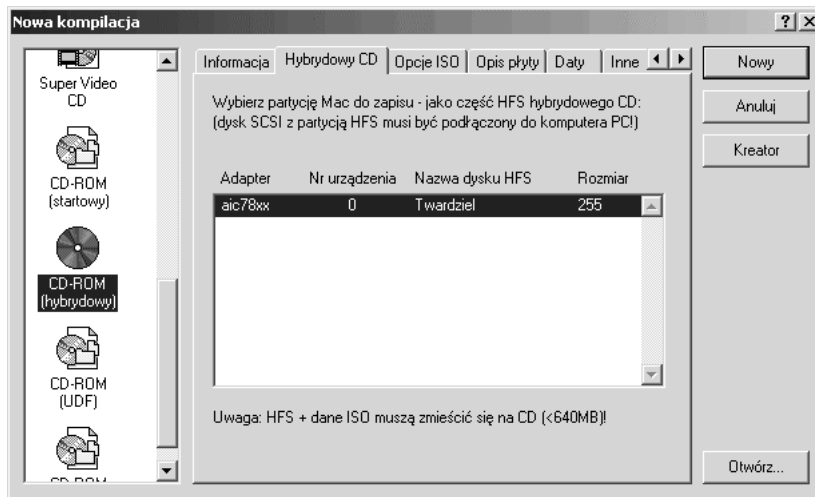 Nowa kompilacja
Super Video
CD
CD-ROM
(startowy)
CD-ROM
(hybrydowy)
CD-ROM
(UDF)
CD-ROM
Informacja Hybrydowy CD Opcje ISO Opis płyty Daty Inne
Wybierz partycję Mac do zapisu - jako część HFS hybrydowego CD:
(dysk SCSI z partycją HFS musi być podłączony do komputera PC!)
Adapter Nr urządzenia Nazwa dysku HFS Rozmiar
aic78xx 0 Twardziel 255
Uwaga: HFS + dane ISO muszą zmieścić się na CD (<640MB)!
Nowy
Anuluj
Kreator
Otwórz...